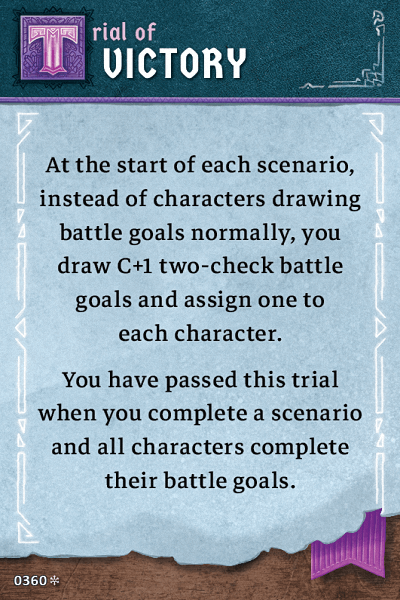 Trial of
VICTORY
At the start of each scenario,
instead of characters drawing
battle goals normally, you
draw C+1 two-check battle
goals and assign one to
each character.
You have passed this trial
when you complete a scenario
and all characters complete
their battle goals.
0360✻